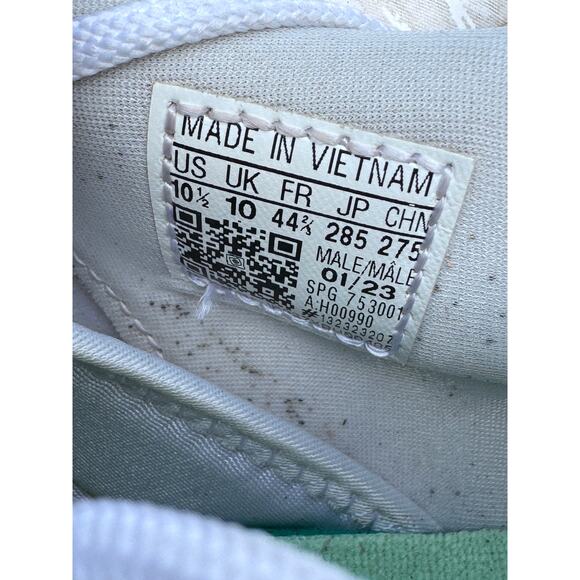 MADE IN VIETNAM
US UK FR JP CHN
10½ 10 44⅔ 285 275
MALE/MÂLE
01/23
SPG 753001
A:H00990